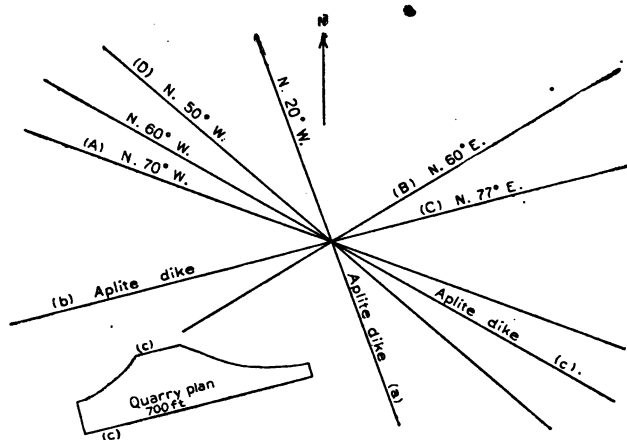 N
(D) N. 50° W.
N. 20° W.
N. 60° W.
(A) N. 70° W.
(B) N. 60° E.
(C) N. 77° E.
(b) Aplite dike
Aplite dike (a)
Aplite dike (c).
(c)
Quarry plan
700 ft
(c)